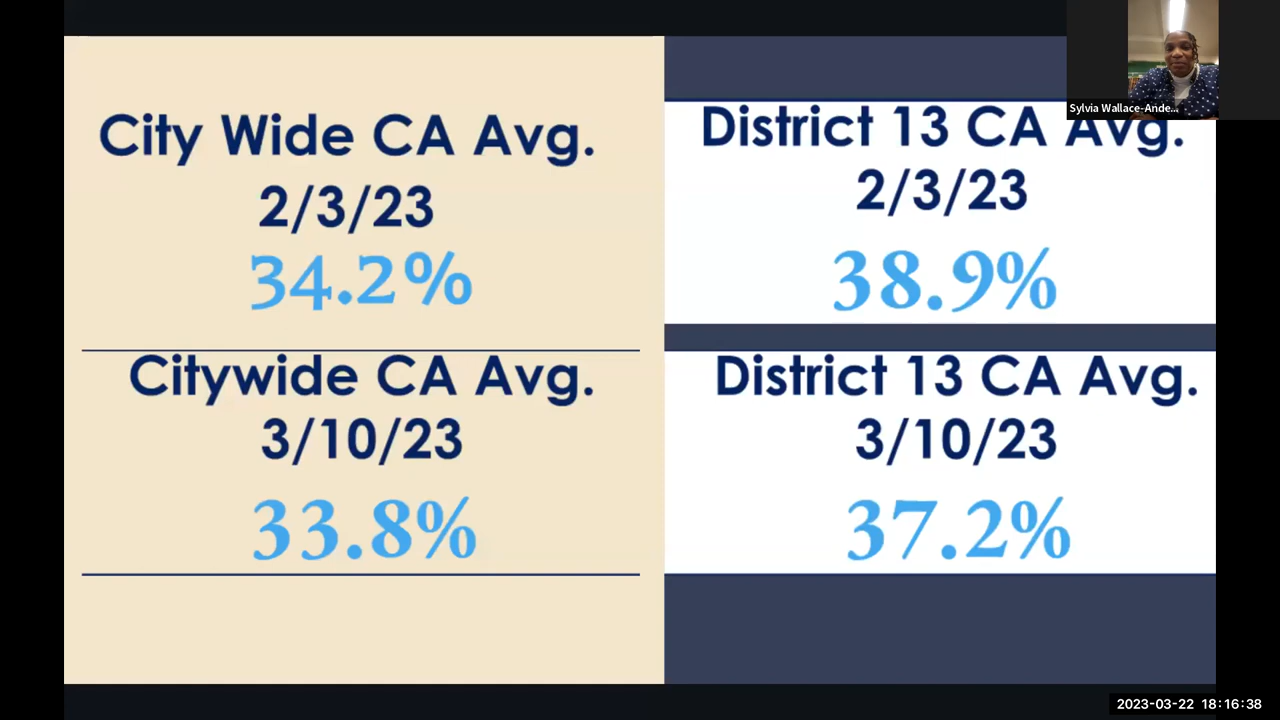 City Wide CA Avg.
2/3/23
34.2%
Citywide CA Avg.
3/10/23
33.8%
District 13 CA Avg.
2/3/23
38.9%
District 13 CA Avg.
3/10/23
37.2%
Sylvia Wallace-Ande...
2023-03-22 18:16:38